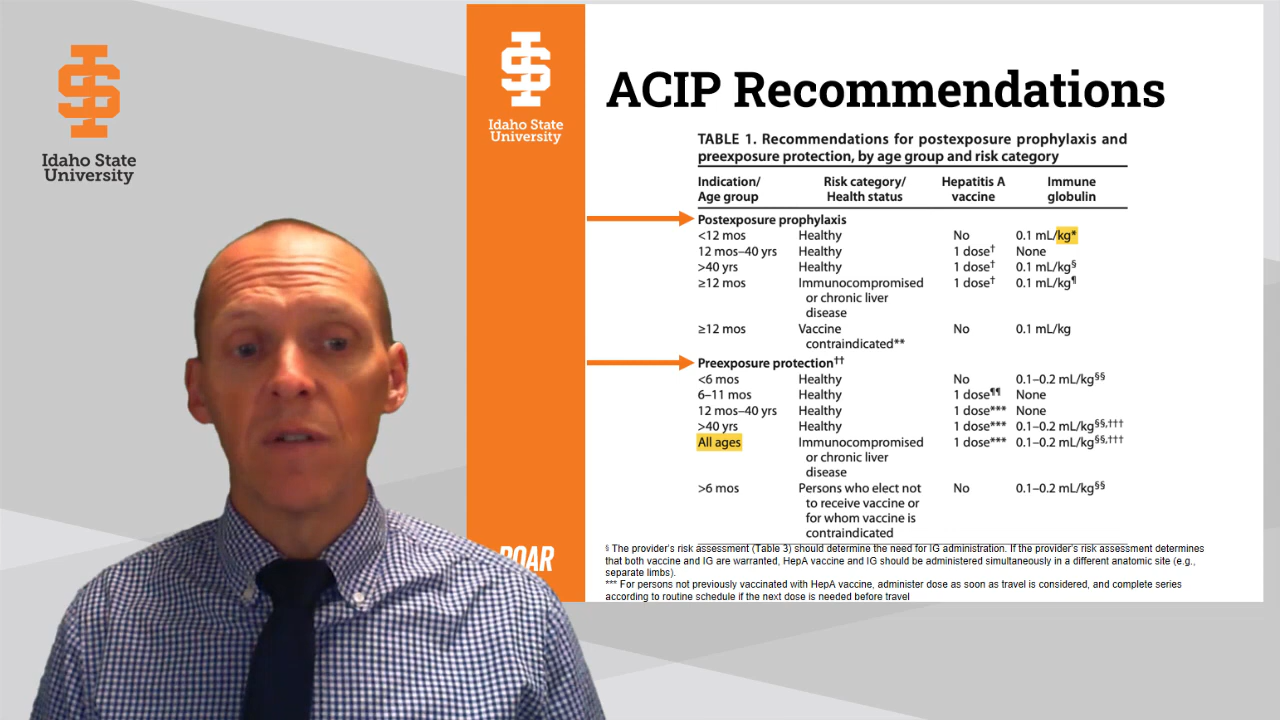 Idaho State
University
Idaho State
University
ROAR
ACIP Recommendations
TABLE 1. Recommendations for postexposure prophylaxis and
preexposure protection, by age group and risk category
Indication/ Risk category/ Hepatitis A Immune
Age group Health status vaccine globulin
Postexposure prophylaxis
<12 mos Healthy No 0.1 mL/kg*
12 mos–40 yrs Healthy 1 dose† None
>40 yrs Healthy 1 dose† 0.1 mL/kg§
≥12 mos Immunocompromised 1 dose† 0.1 mL/kg¶
or chronic liver
disease
≥12 mos Vaccine No 0.1 mL/kg
contraindicated**
Preexposure protection††
<6 mos Healthy No 0.1–0.2 mL/kg§§
6–11 mos Healthy 1 dose¶¶ None
12 mos–40 yrs Healthy 1 dose*** None
>40 yrs Healthy 1 dose*** 0.1–0.2 mL/kg§§,†††
All ages Immunocompromised 1 dose*** 0.1–0.2 mL/kg§§,†††
or chronic liver
disease
>6 mos Persons who elect not No 0.1–0.2 mL/kg§§
to receive vaccine or
for whom vaccine is
contraindicated
§ The provider's risk assessment (Table 3) should determine the need for IG administration. If the provider's risk assessment determines
that both vaccine and IG are warranted, HepA vaccine and IG should be administered simultaneously in a different anatomic site (e.g.,
separate limbs).
*** For persons not previously vaccinated with HepA vaccine, administer dose as soon as travel is considered, and complete series
according to routine schedule if the next dose is needed before travel